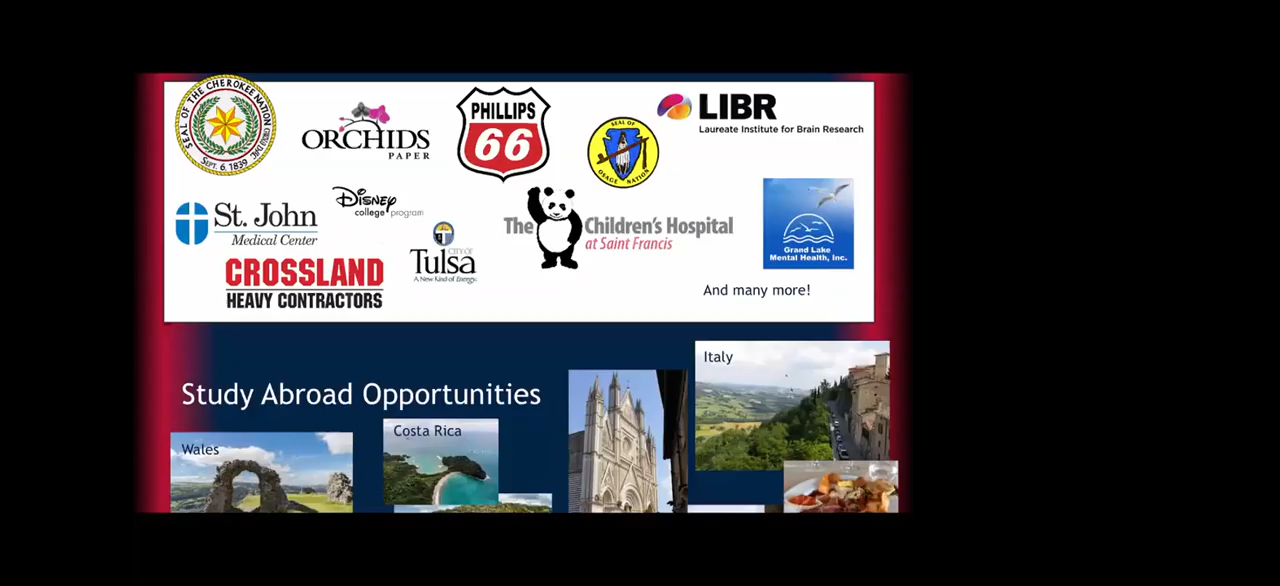 SEAL OF THE CHEROKEE NATION
SEPT. 6, 1839
ORCHIDS
PAPER
PHILLIPS
66
SEAL OF
OSAGE NATION
LIBR
Laureate Institute for Brain Research
St. John
Medical Center
Disney
college program
CITY OF
Tulsa
A New Kind of Energy.
The Children's Hospital
at Saint Francis
Grand Lake
Mental Health, Inc.
CROSSLAND
HEAVY CONTRACTORS
And many more!
Study Abroad Opportunities
Italy
Costa Rica
Wales